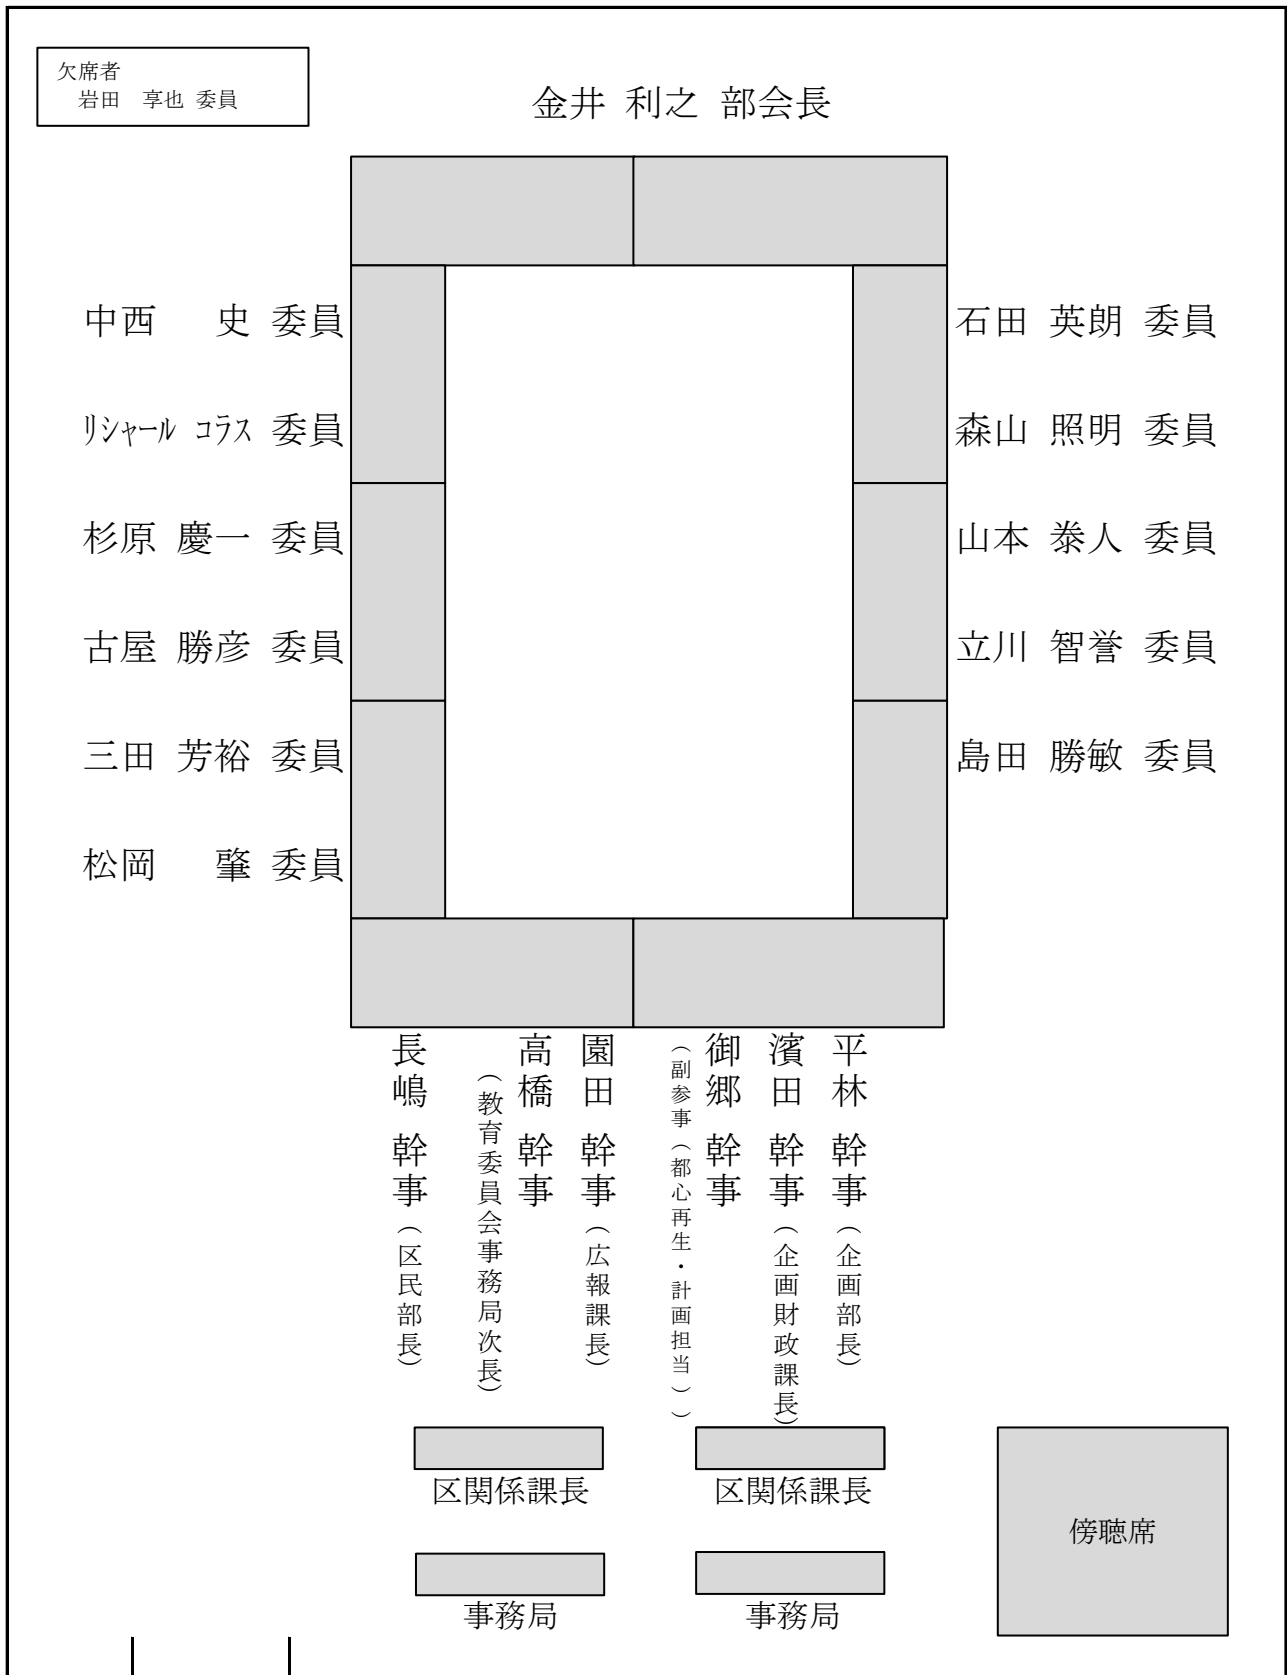 欠席者
岩田　享也 委員
金井 利之 部会長
中西　史 委員
石田 英朗 委員
リシャール コラス 委員
森山 照明 委員
杉原 慶一 委員
山本 泰人 委員
古屋 勝彦 委員
立川 智誉 委員
三田 芳裕 委員
島田 勝敏 委員
松岡　肇 委員
平林 幹事（企画部長）
濱田 幹事（企画財政課長）
御郷 幹事
（副参事（都心再生・計画担当））
園田 幹事（広報課長）
高橋 幹事
（教育委員会事務局次長）
長嶋 幹事（区民部長）
区関係課長
区関係課長
傍聴席
事務局
事務局